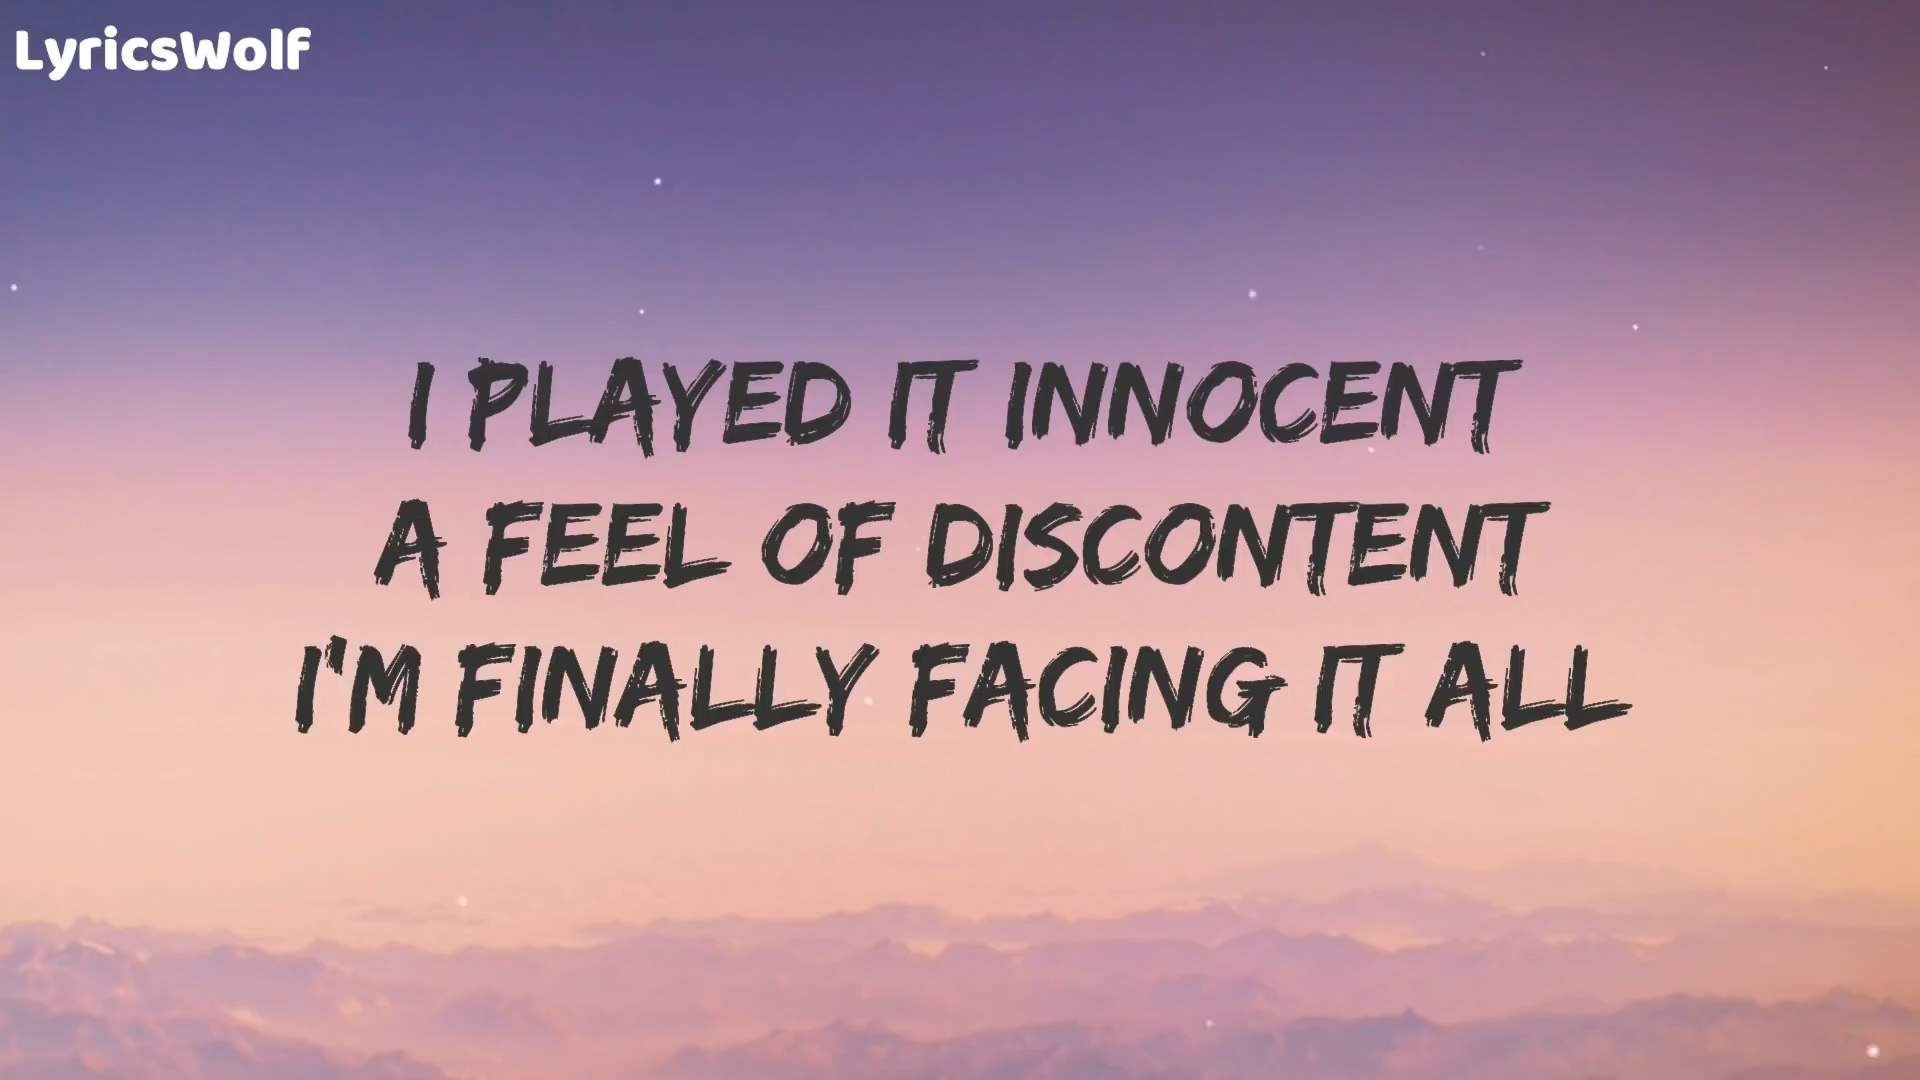 LyricsWolf
I PLAYED IT INNOCENT
A FEEL OF DISCONTENT
I'M FINALLY FACING IT ALL